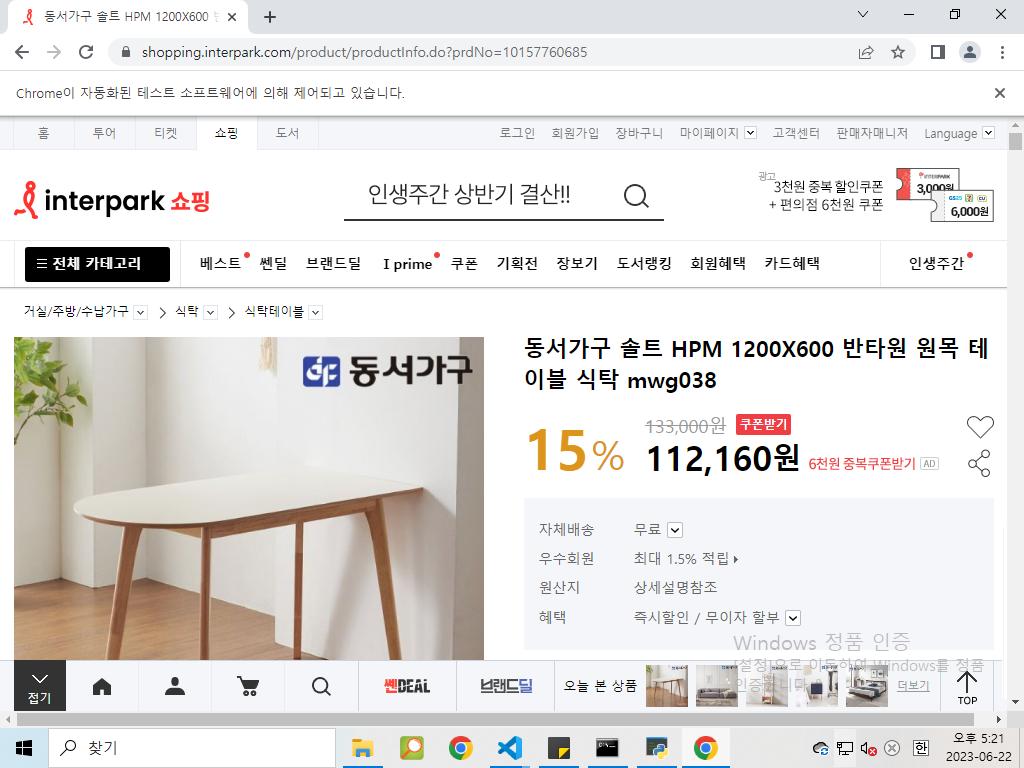 동서가구 솔트 HPM 1200X600
shopping.interpark.com/product/productInfo.do?prdNo=10157760685
Chrome이 자동화된 테스트 소프트웨어에 의해 제어되고 있습니다.
홈 투어 티켓 쇼핑 도서 로그인 회원가입 장바구니 마이페이지 고객센터 판매자매니저 Language
interpark 쇼핑
인생주간 상반기 결산!!
광고
3천원 중복 할인쿠폰
+ 편의점 6천원 쿠폰
interpark
3,000원
GS25 CU
6,000원
전체 카테고리 베스트 쎈딜 브랜드딜 I prime 쿠폰 기획전 장보기 도서랭킹 회원혜택 카드혜택 인생주간
거실/주방/수납가구 > 식탁 > 식탁테이블
동서가구
동서가구 솔트 HPM 1200X600 반타원 원목 테
이블 식탁 mwg038
15%
133,000원 쿠폰받기
112,160원 6천원 중복쿠폰받기 AD
자체배송 무료
우수회원 최대 1.5% 적립
원산지 상세설명참조
혜택 즉시할인 / 무이자 할부
Windows 정품 인증
[설정]으로 이동하여 Windows를 정품
인증합니다.
접기
쎈DEAL
브랜드딜
오늘 본 상품
더보기
TOP
찾기
한
오후 5:21
2023-06-22